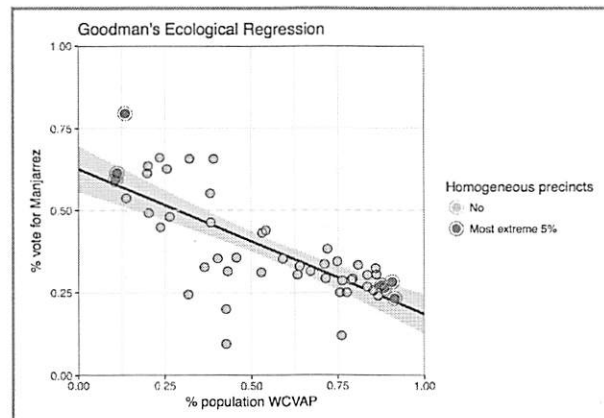 Goodman's Ecological Regression
1.00
0.75
0.50
0.25
0.00
% vote for Manjarrez
0.00 0.25 0.50 0.75 1.00
% population WCVAP
Homogeneous precincts
No
Most extreme 5%